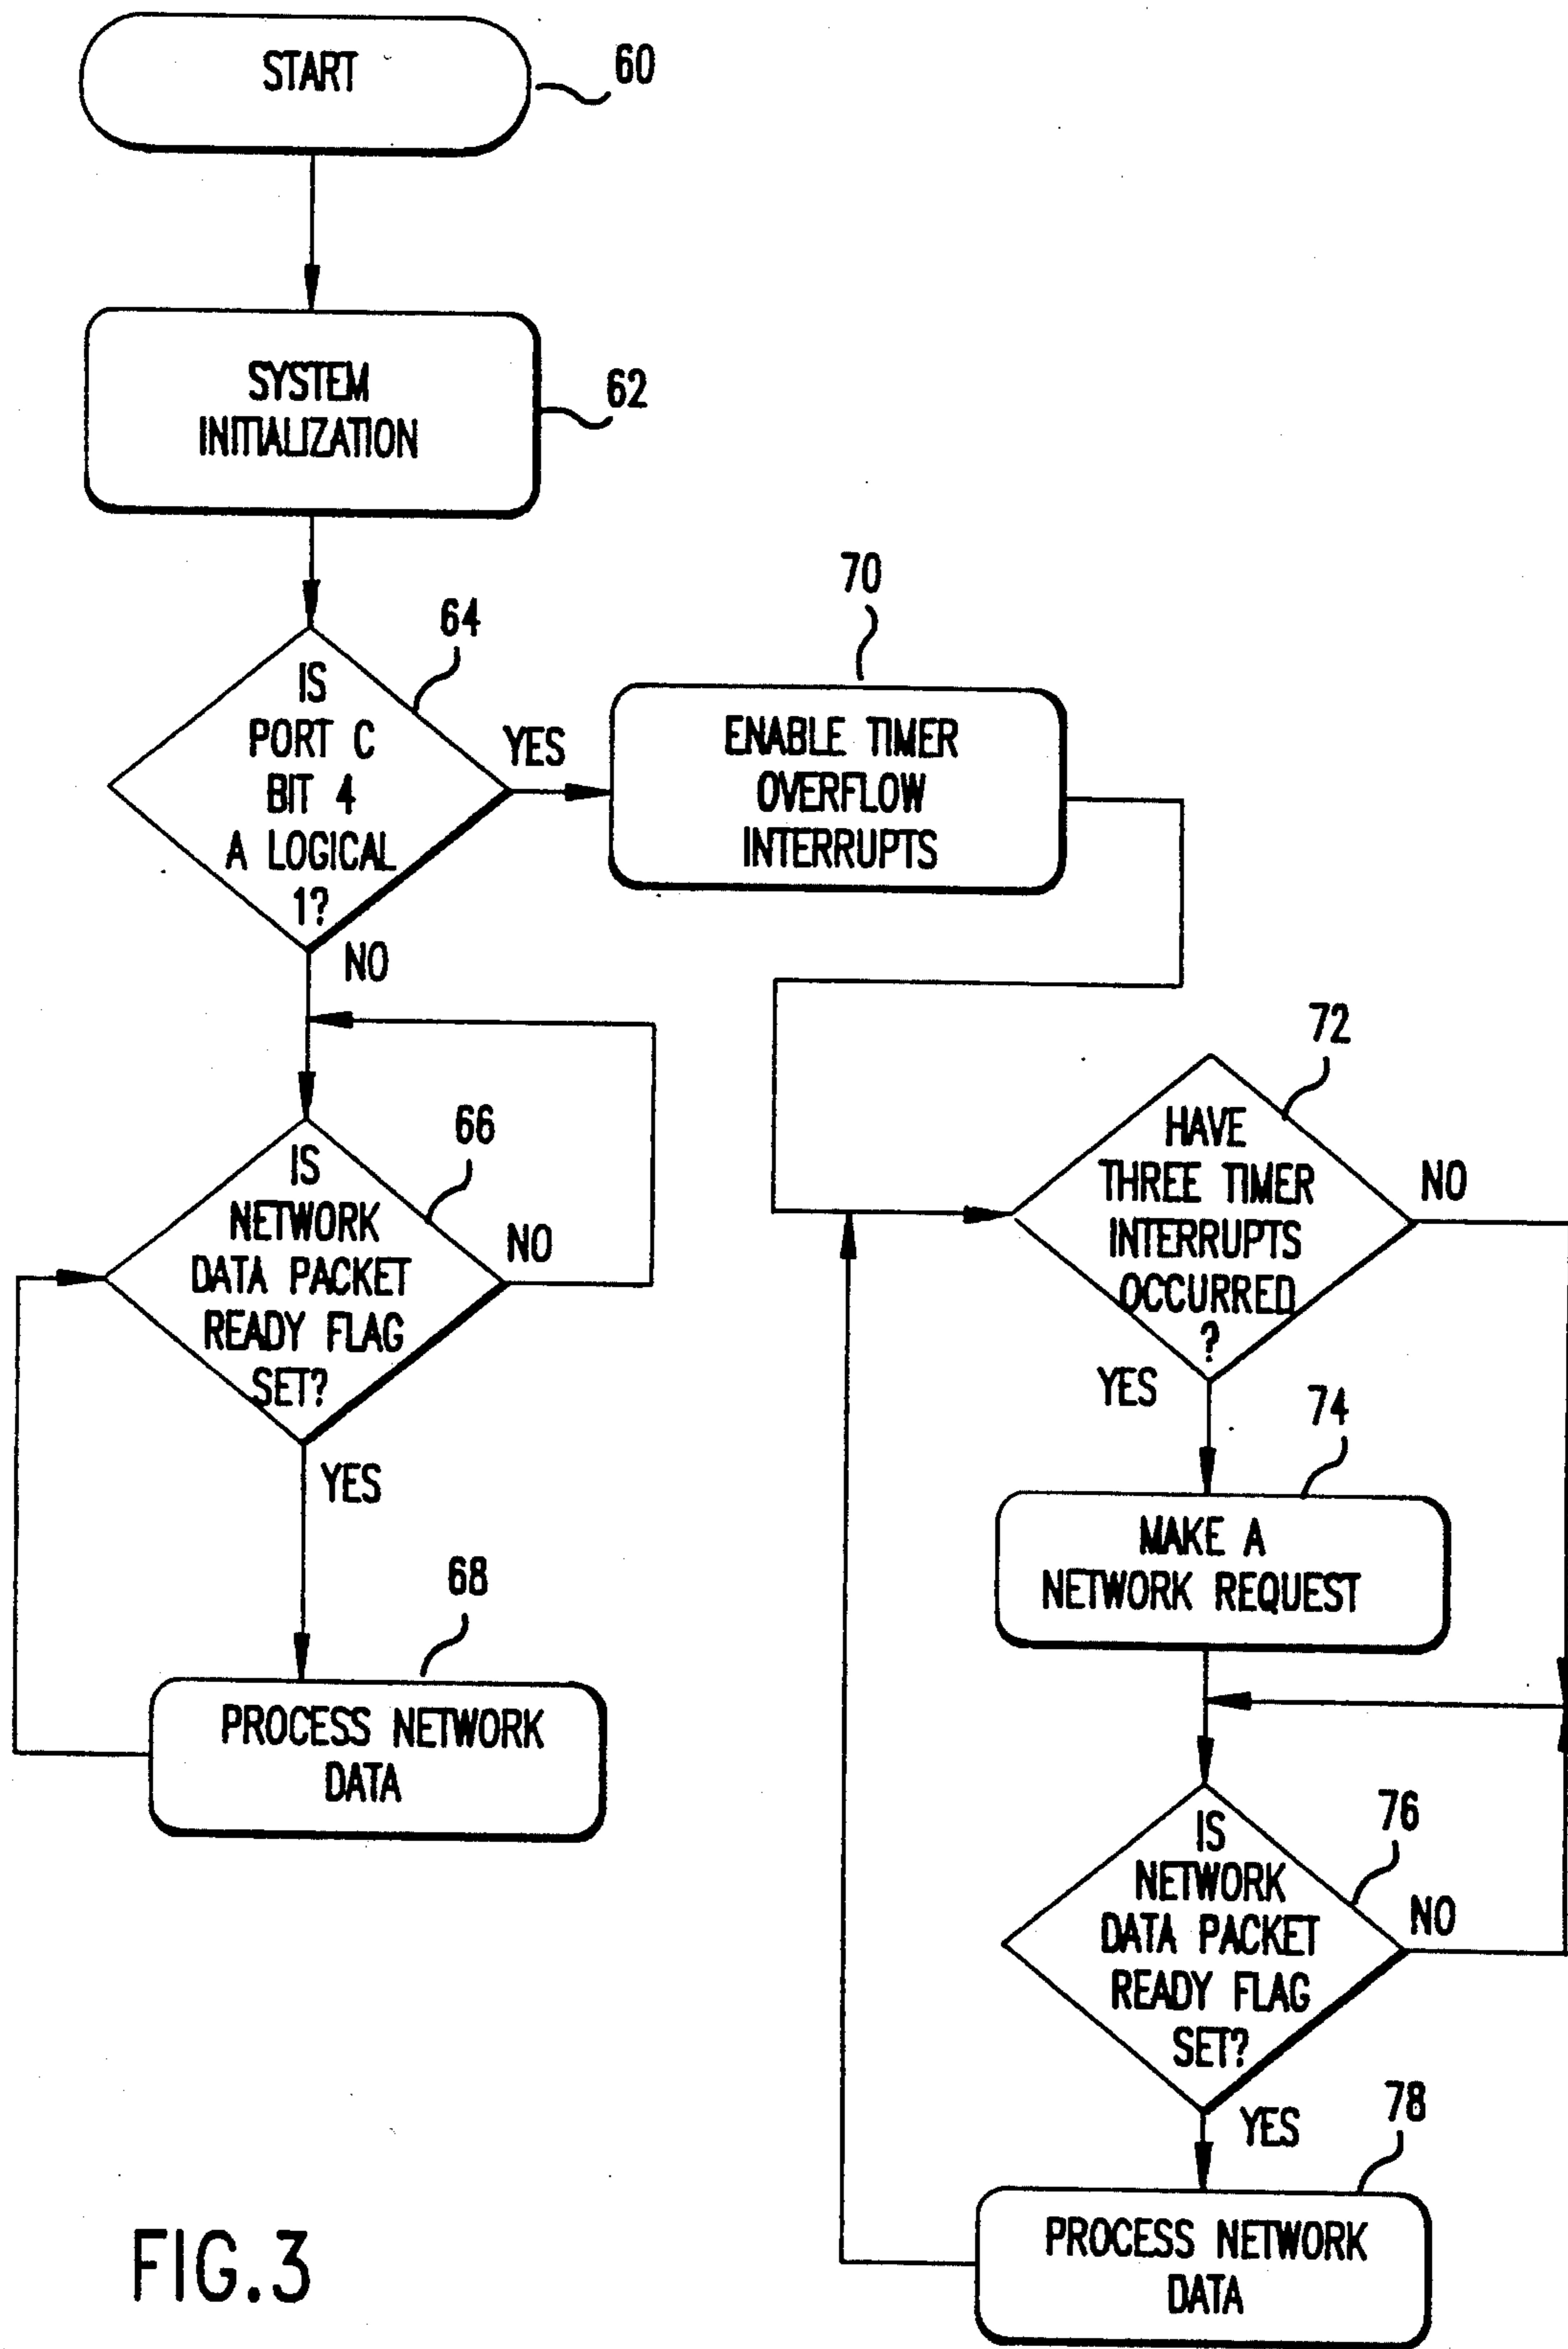 START
60
SYSTEM
INITIALIZATION
62
64
IS
PORT C
BIT 4
A LOGICAL
1?
YES
NO
70
ENABLE TIMER
OVERFLOW
INTERRUPTS
66
IS
NETWORK
DATA PACKET
READY FLAG
SET?
NO
YES
68
PROCESS NETWORK
DATA
72
HAVE
THREE TIMER
INTERRUPTS
OCCURRED
?
NO
YES
74
MAKE A
NETWORK REQUEST
76
IS
NETWORK
DATA PACKET
READY FLAG
SET?
NO
YES
78
PROCESS NETWORK
DATA
FIG.3